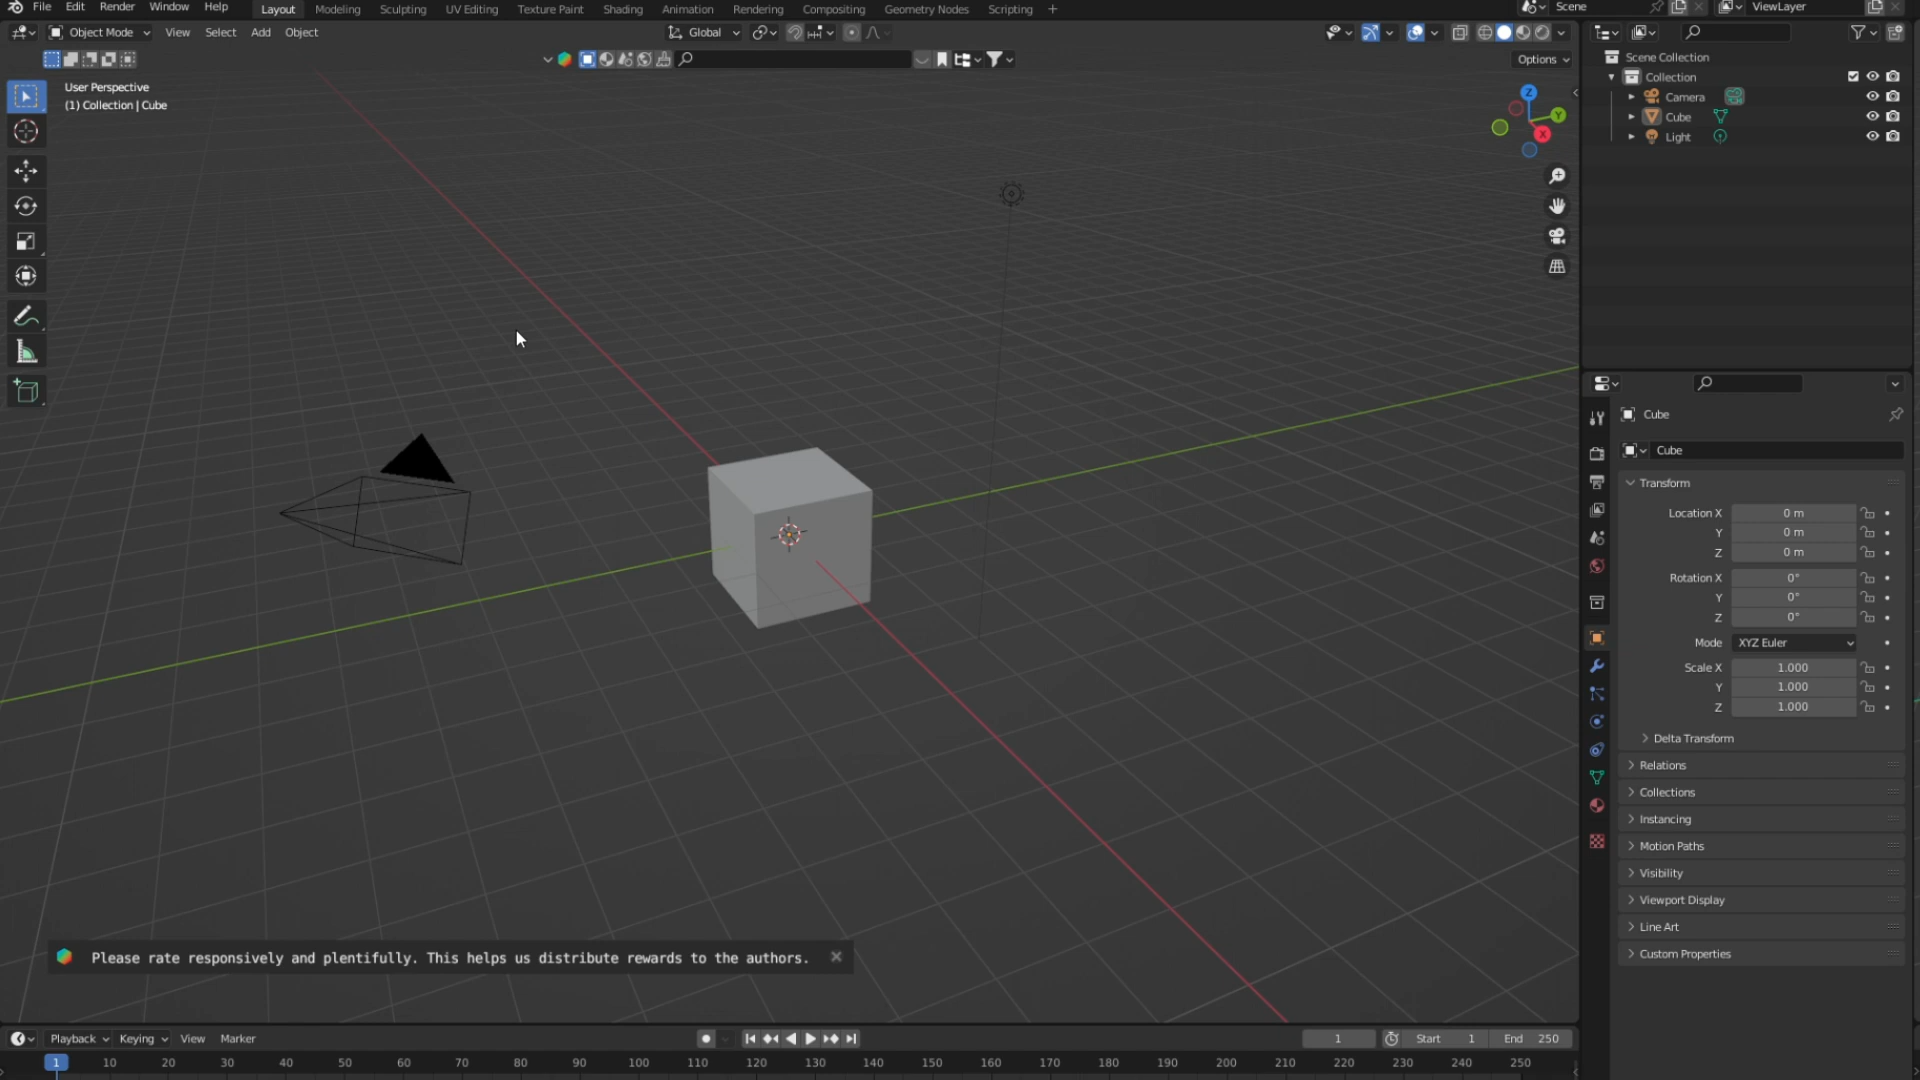 File Edit Render Window Help Layout Modeling Sculpting UV Editing Texture Paint Shading Animation Rendering Compositing Geometry Nodes Scripting + Scene ViewLayer
Object Mode View Select Add Object Global
Options
User Perspective
(1) Collection | Cube
Z
Y
X
Scene Collection
Collection
Camera
Cube
Light
Cube
Cube
Transform
Location X 0 m
Y 0 m
Z 0 m
Rotation X 0°
Y 0°
Z 0°
Mode XYZ Euler
Scale X 1.000
Y 1.000
Z 1.000
Delta Transform
Relations
Collections
Instancing
Motion Paths
Visibility
Viewport Display
Line Art
Custom Properties
Please rate responsively and plentifully. This helps us distribute rewards to the authors.
Playback Keying View Marker 1 Start 1 End 250
1 10 20 30 40 50 60 70 80 90 100 110 120 130 140 150 160 170 180 190 200 210 220 230 240 250